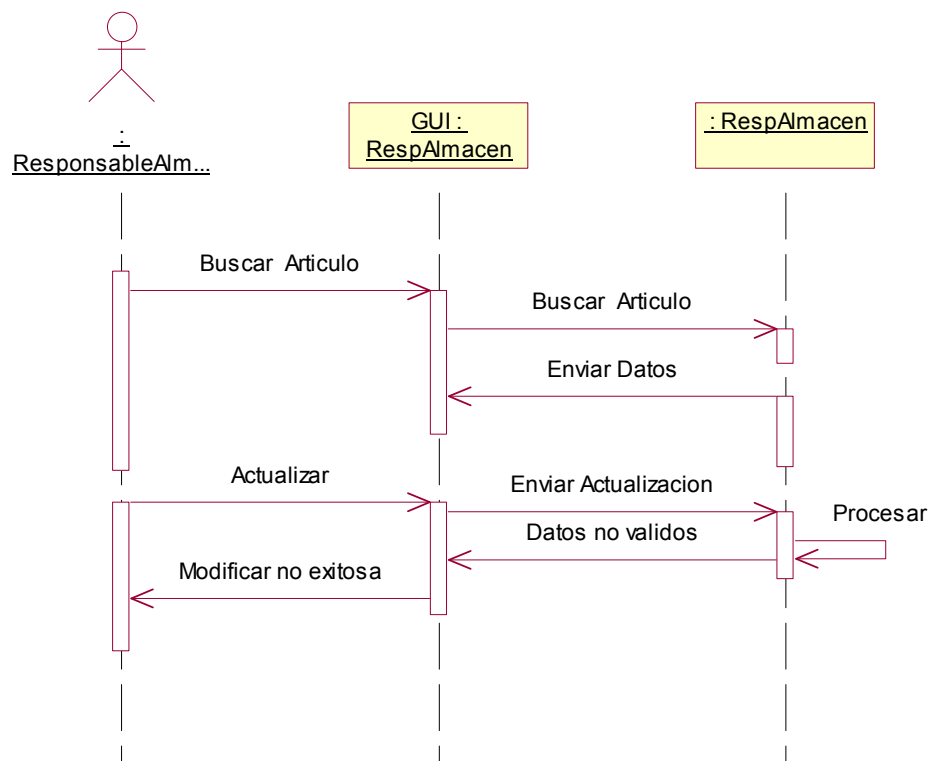 :
ResponsableAlm...
GUI :
RespAlmacen
: RespAlmacen
Buscar Articulo
Buscar Articulo
Enviar Datos
Actualizar
Enviar Actualizacion
Procesar
Datos no validos
Modificar no exitosa